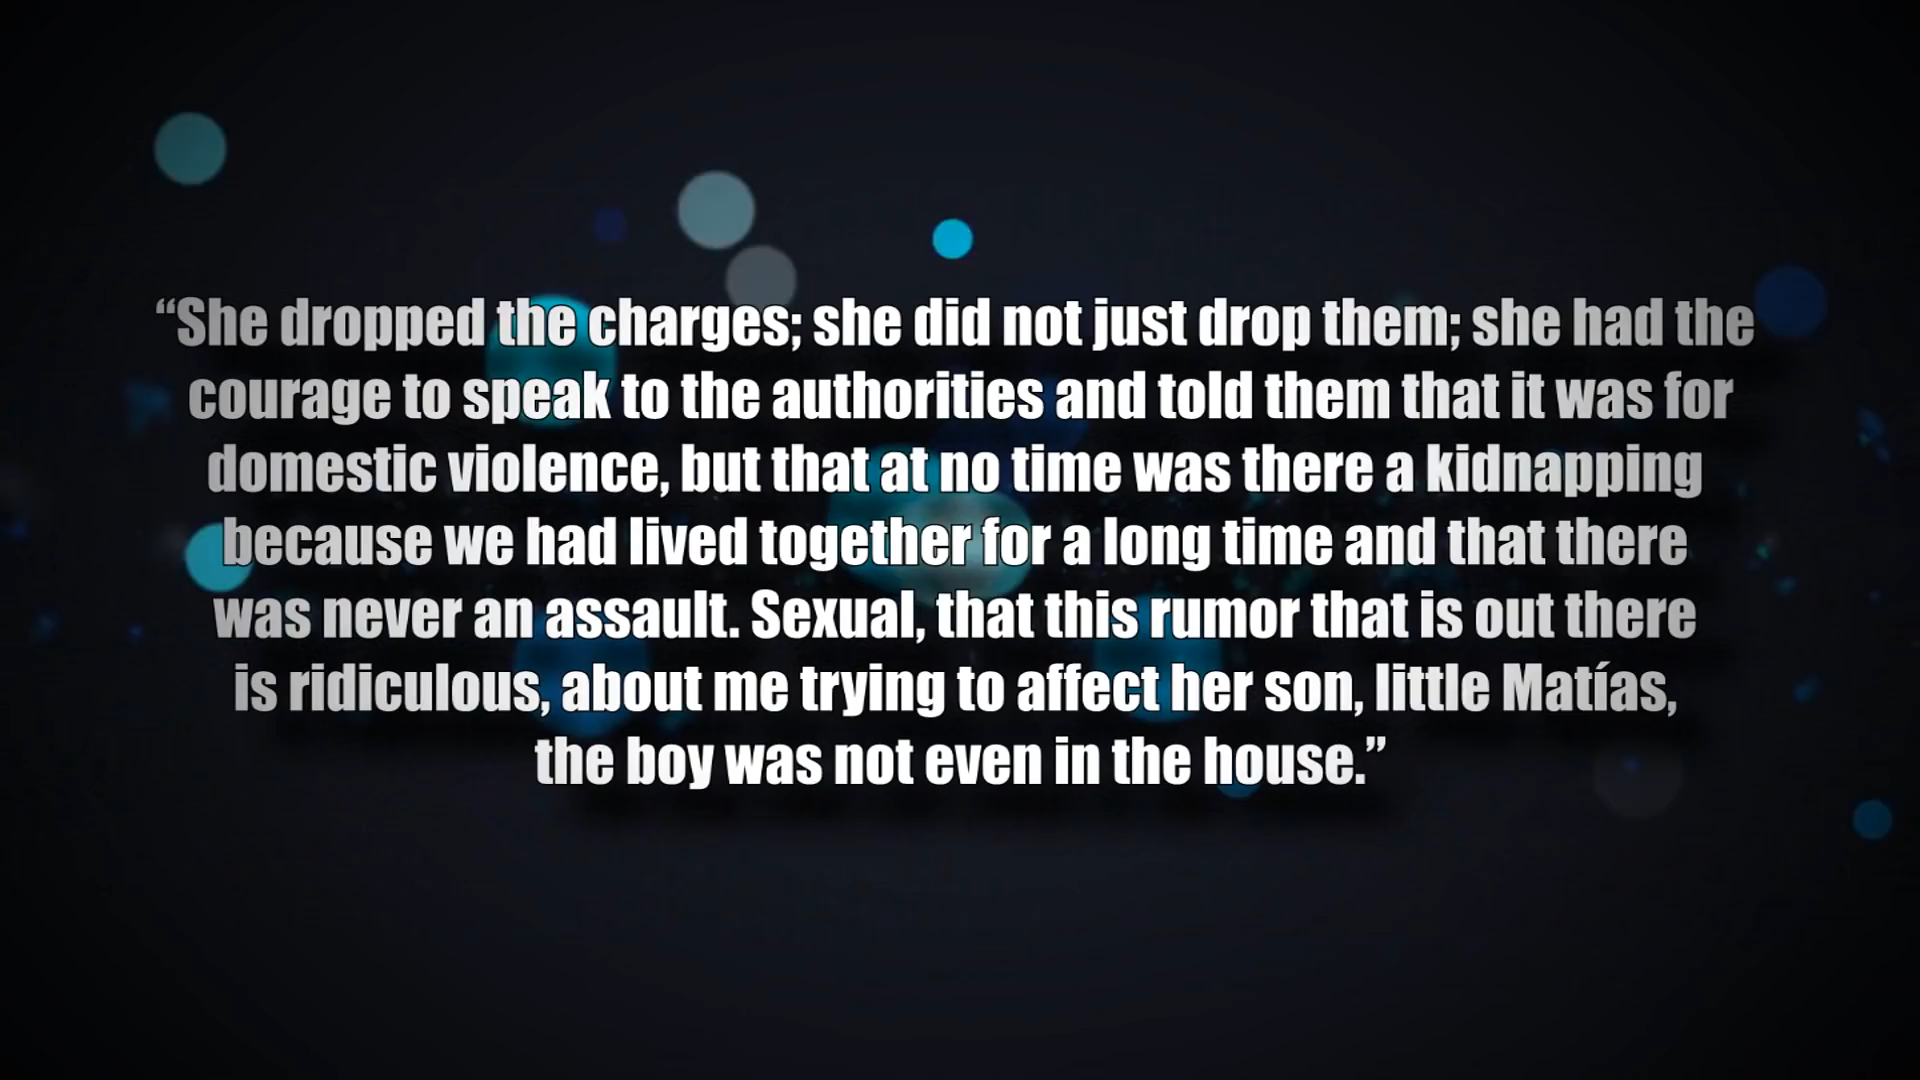 “She dropped the charges; she did not just drop them; she had the
courage to speak to the authorities and told them that it was for
domestic violence, but that at no time was there a kidnapping
because we had lived together for a long time and that there
was never an assault. Sexual, that this rumor that is out there
is ridiculous, about me trying to affect her son, little Matías,
the boy was not even in the house.”